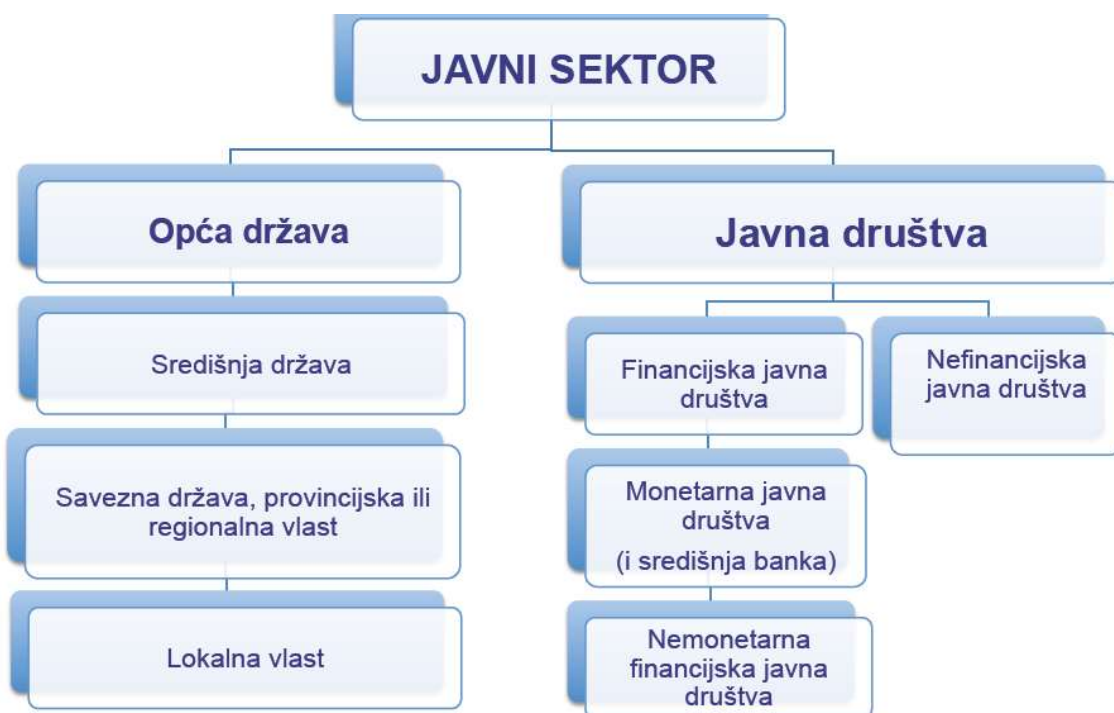 JAVNI SEKTOR
Opća država
Javna društva
Središnja država
Financijska javna
društva
Nefinancijska
javna društva
Savezna država, provincijska ili
regionalna vlast
Monetarna javna
društva
(i središnja banka)
Lokalna vlast
Nemonetarna
financijska javna
društva